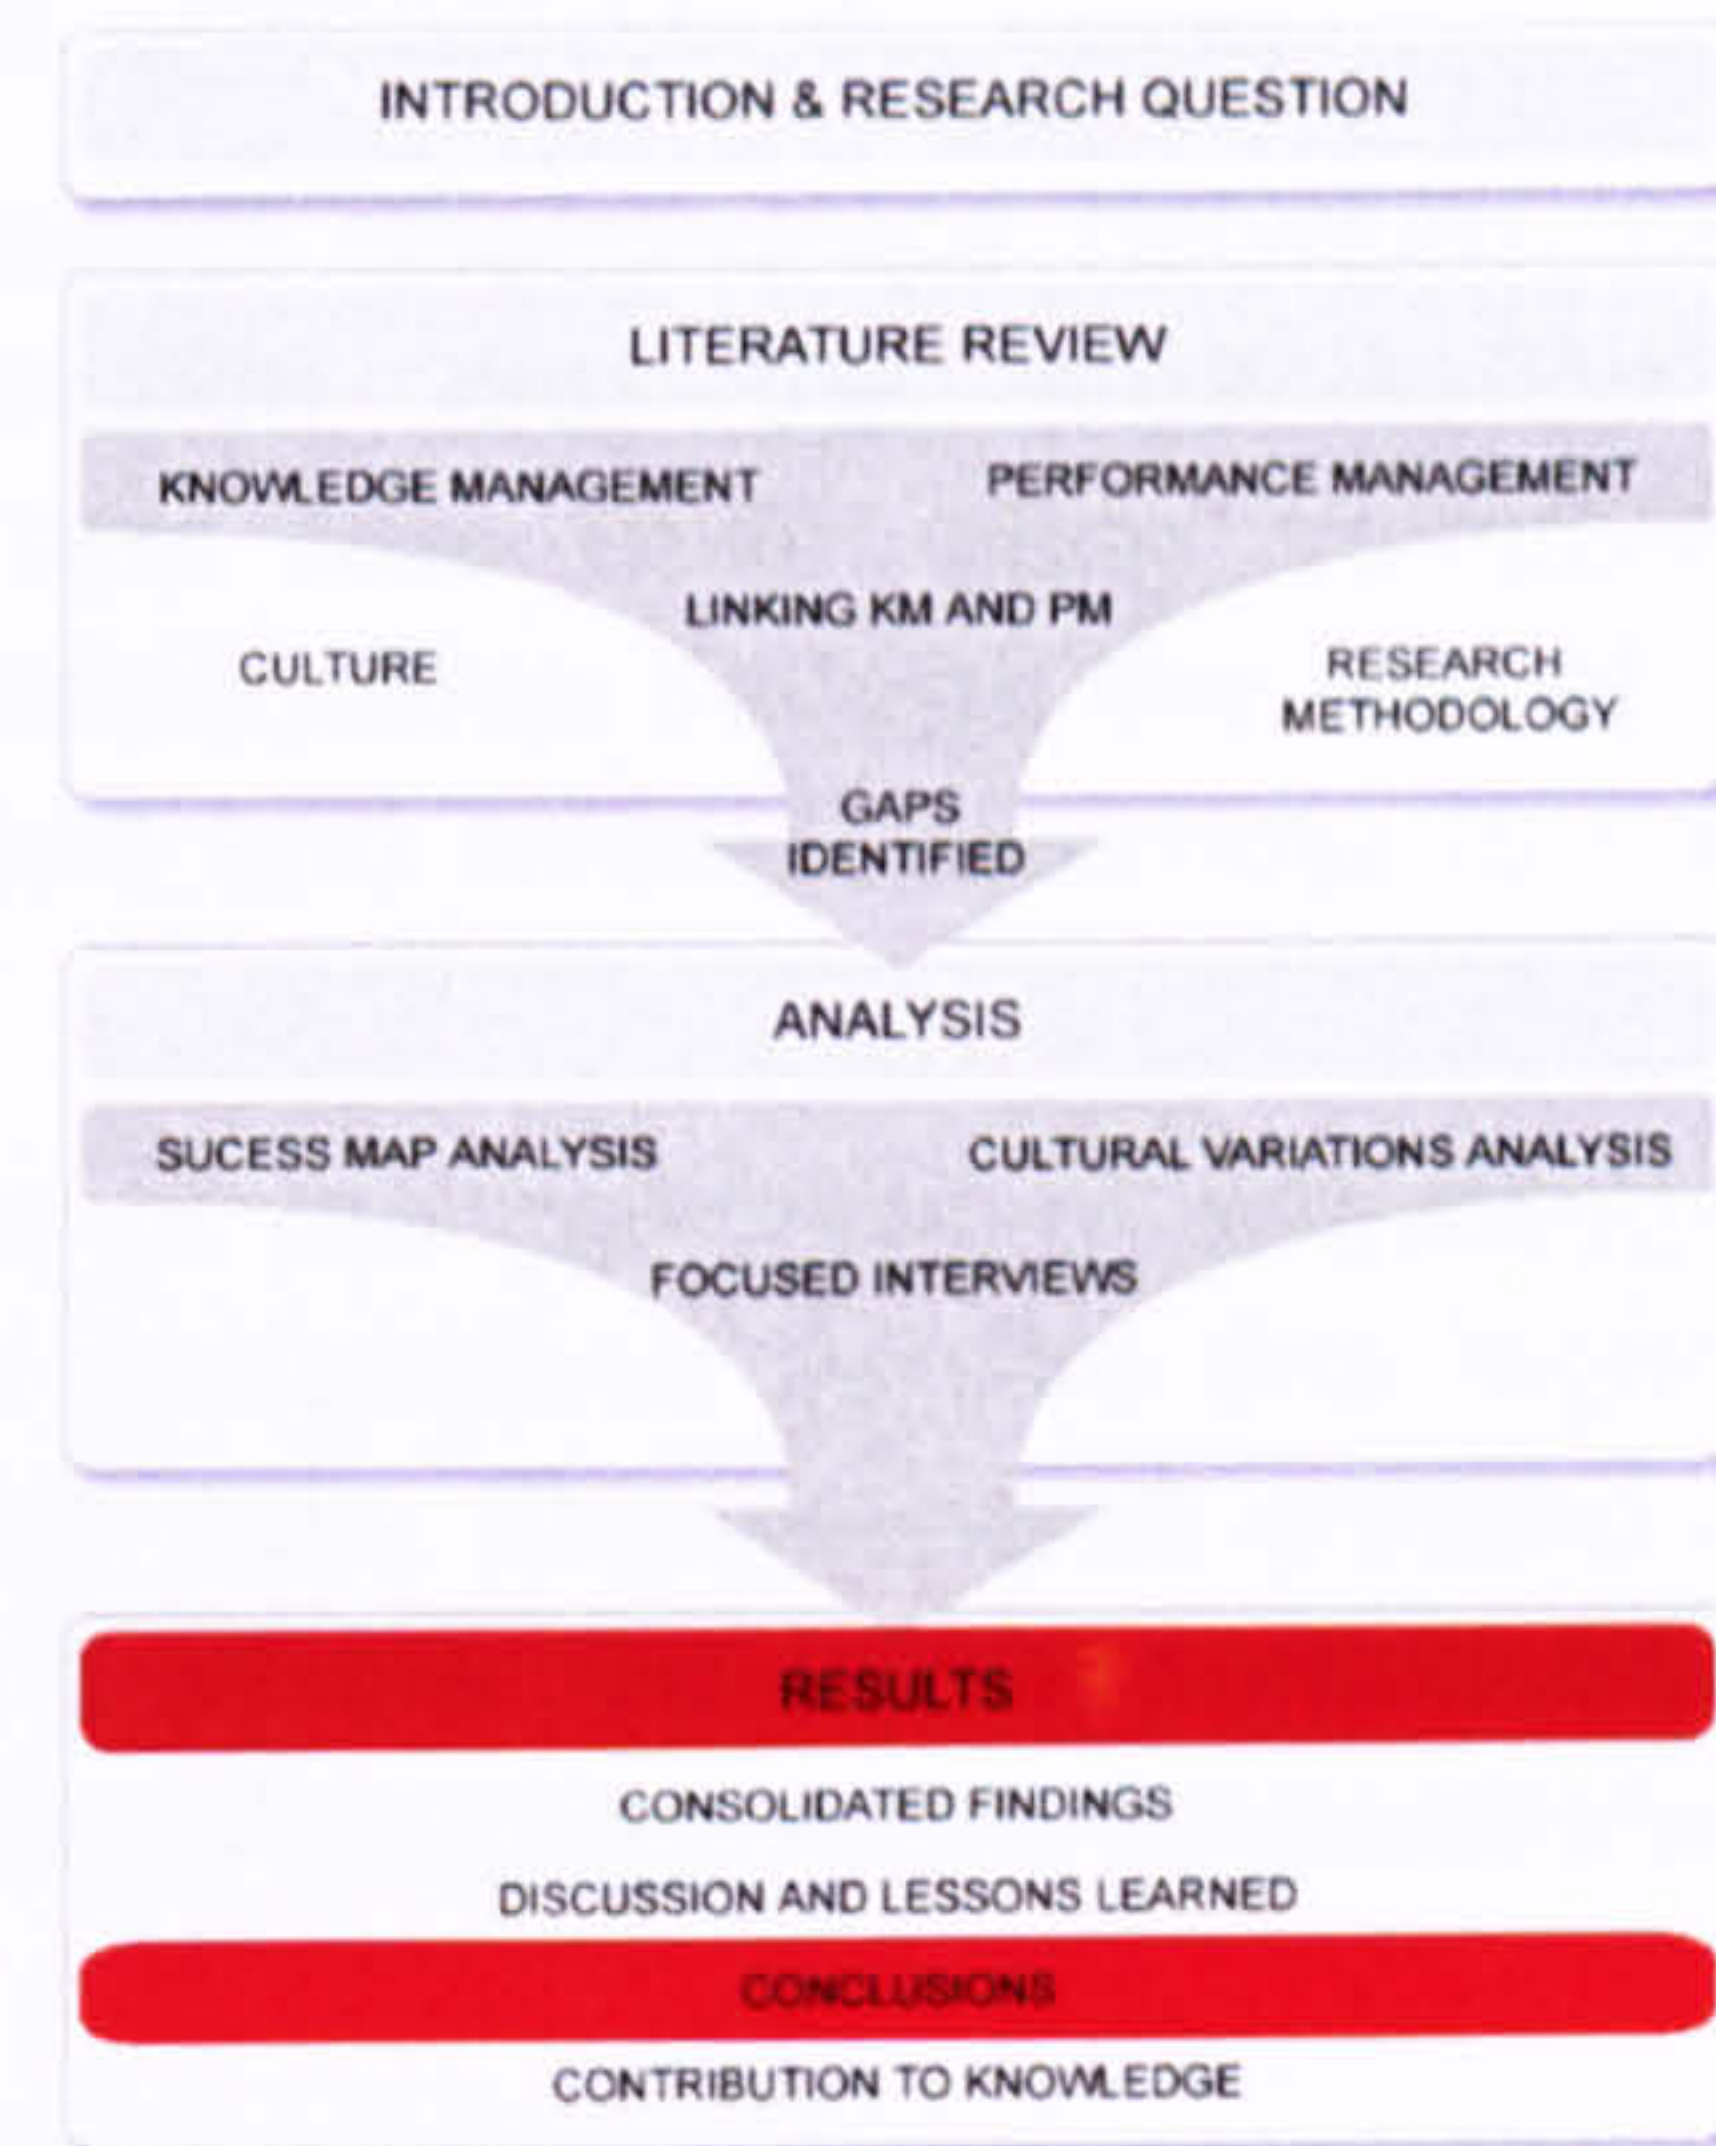 INTRODUCTION & RESEARCH QUESTION
LITERATURE REVIEW
KNOWLEDGE MANAGEMENT
PERFORMANCE MANAGEMENT
LINKING KM AND PM
CULTURE
RESEARCH
METHODOLOGY
GAPS
IDENTIFIED
ANALYSIS
SUCESS MAP ANALYSIS
CULTURAL VARIATIONS ANALYSIS
FOCUSED INTERVIEWS
RESULTS
CONSOLIDATED FINDINGS
DISCUSSION AND LESSONS LEARNED
CONCLUSIONS
CONTRIBUTION TO KNOWLEDGE